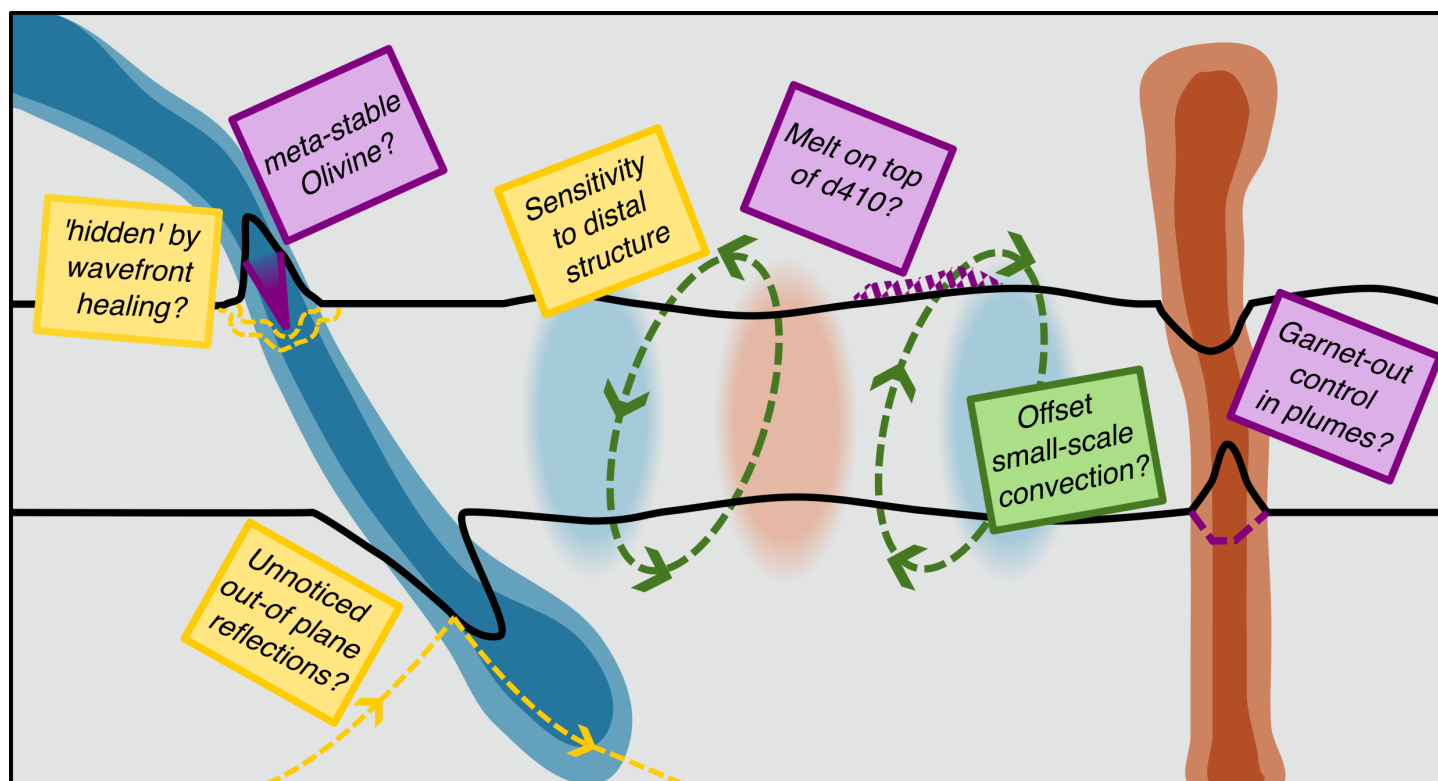 meta-stable
Olivine?
'hidden' by
wavefront
healing?
Sensitivity
to distal
structure
Melt on top
of d410?
Garnet-out
control
in plumes?
Offset
small-scale
convection?
Unnoticed
out-of plane
reflections?